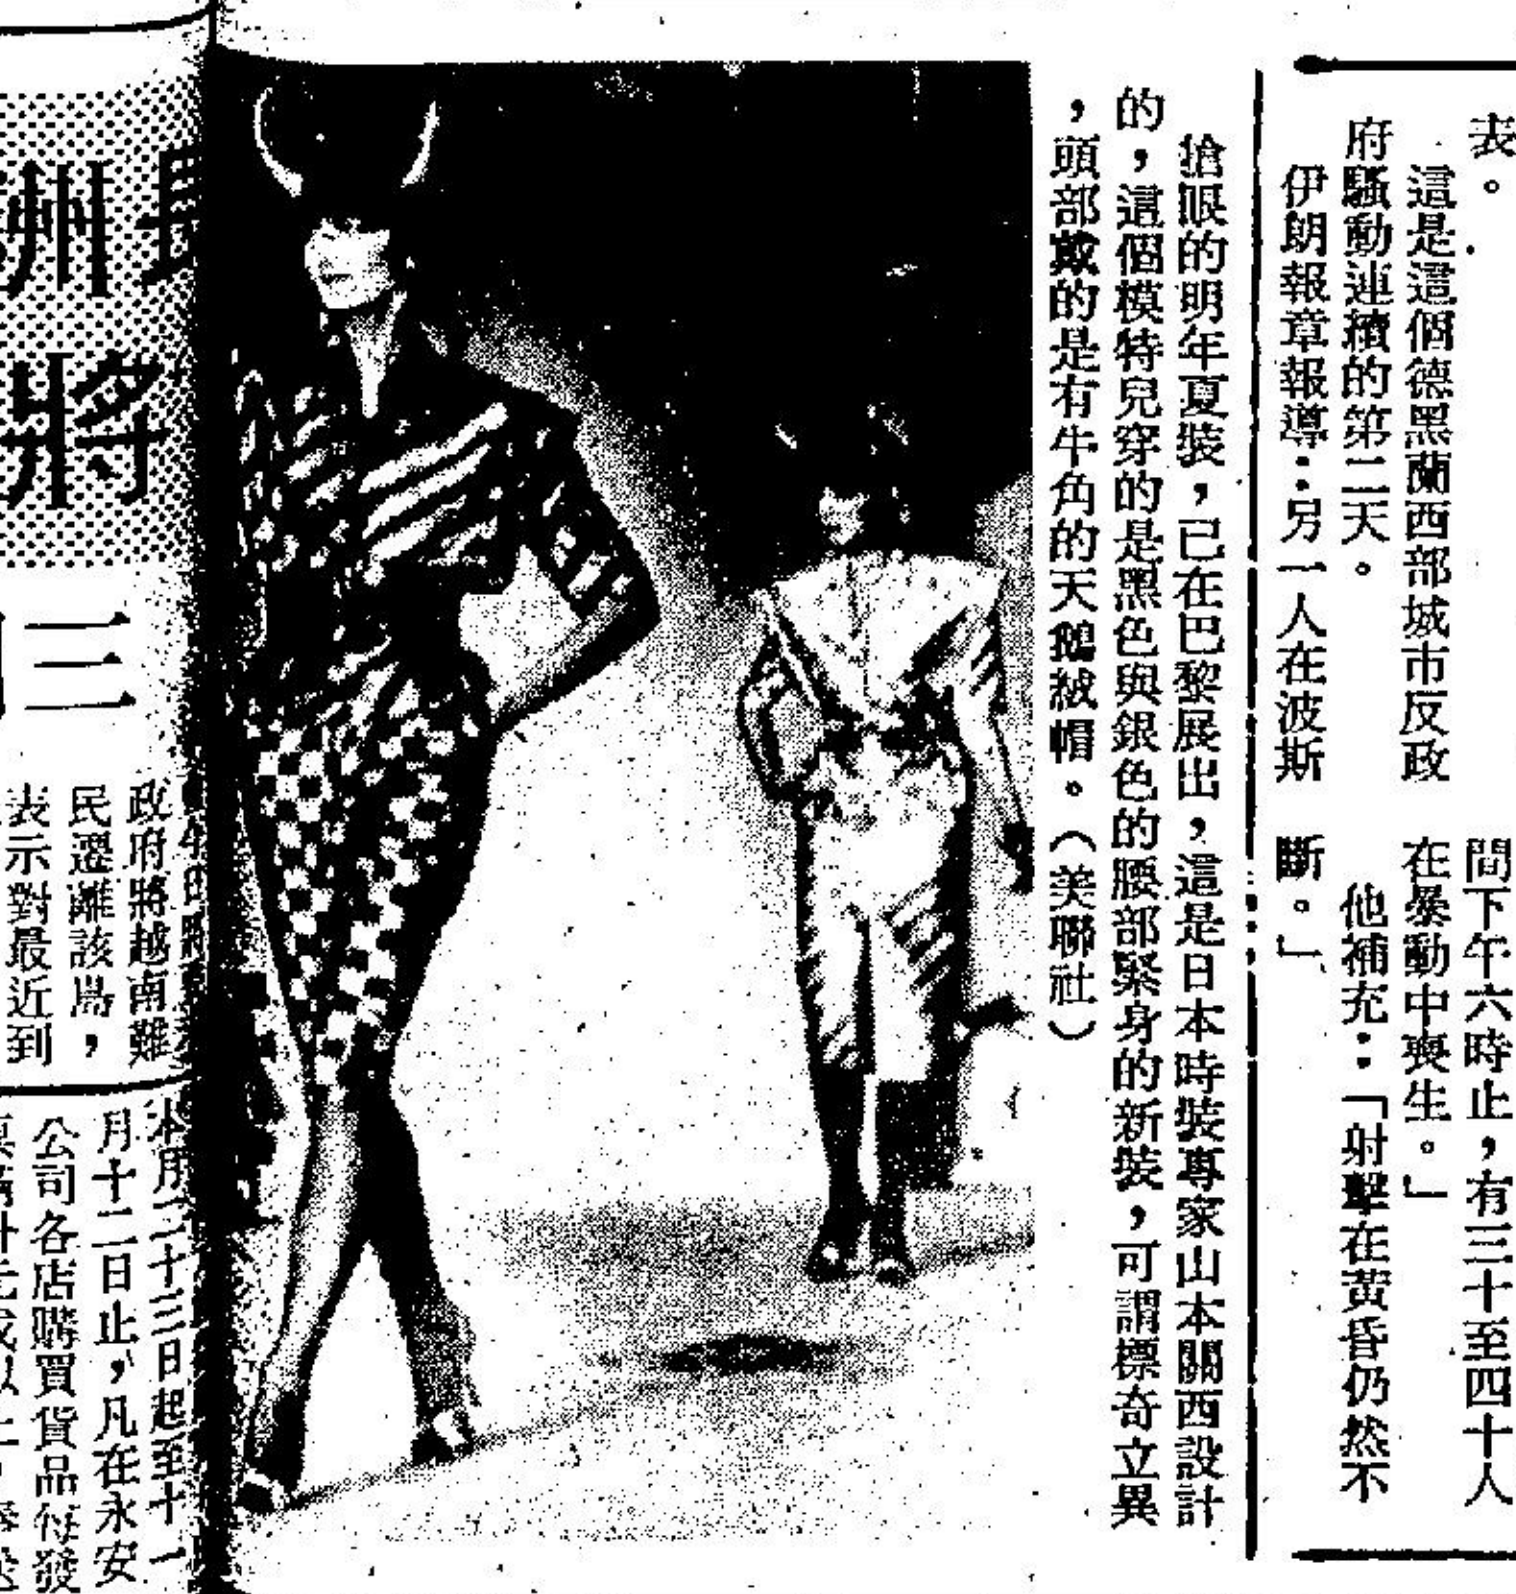 表。
這是這個德黑蘭西部城市反政
府騷動連續的第二天。
伊朗報章報導：另一人在波斯
間下午六時止，有三十至四十人
在暴動中喪生。」
他補充：「射擊在黃昏仍然不
斷。」
搶眼的明年夏裝，已在巴黎展出，這是日本時裝專家山本關西設計
的，這個模特兒穿的是黑色與銀色的腰部緊身的新裝，可謂標奇立異
，頭部戴的是有牛角的天鵝絨帽。（美聯社）
洲
將
三
政府將越南難
民遷離該島，
表示對最近到
本月二十三日起至十一
月十二日止，凡在永安
公司各店購買貨品每發